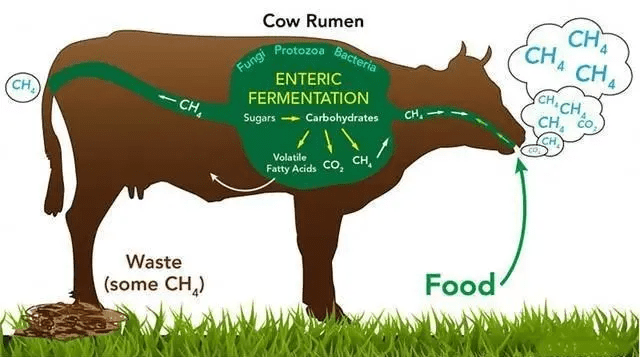 Cow Rumen
Fungi Protozoa Bacteria
ENTERIC
FERMENTATION
Sugars Carbohydrates
Volatile
Fatty Acids
CO₂
CH₄
CH₄
CH₄
CH₄
CH₄
CH₄
CH₄
CH₄
CH₄
CH₄
CO₂
CH₄
CO₂
Waste
(some CH₄)
Food